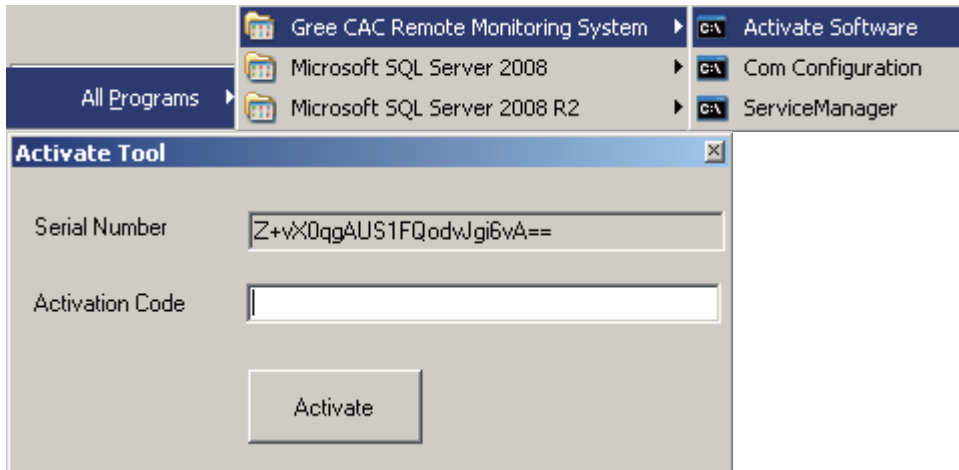 Gree CAC Remote Monitoring System
Activate Software
Microsoft SQL Server 2008
Com Configuration
All Programs
Microsoft SQL Server 2008 R2
ServiceManager
Activate Tool
Serial Number
Z+vX0qgAUS1FQodvJgi6vA==
Activation Code
Activate